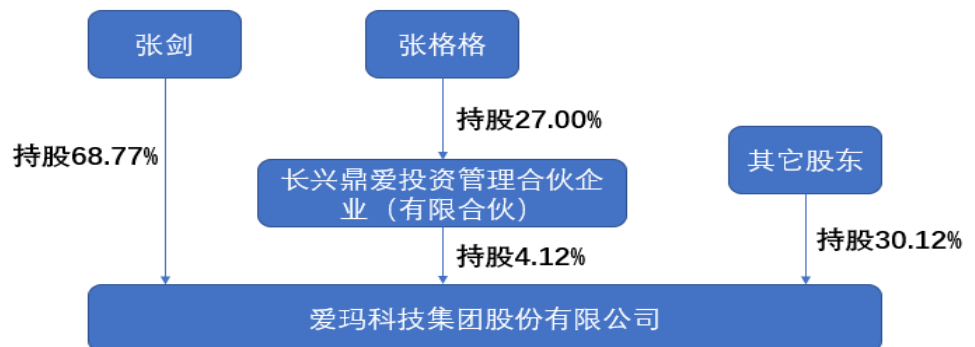 张剑
张格格
持股27.00%
持股68.77%
长兴鼎爱投资管理合伙企
业（有限合伙）
其它股东
持股4.12%
持股30.12%
爱玛科技集团股份有限公司